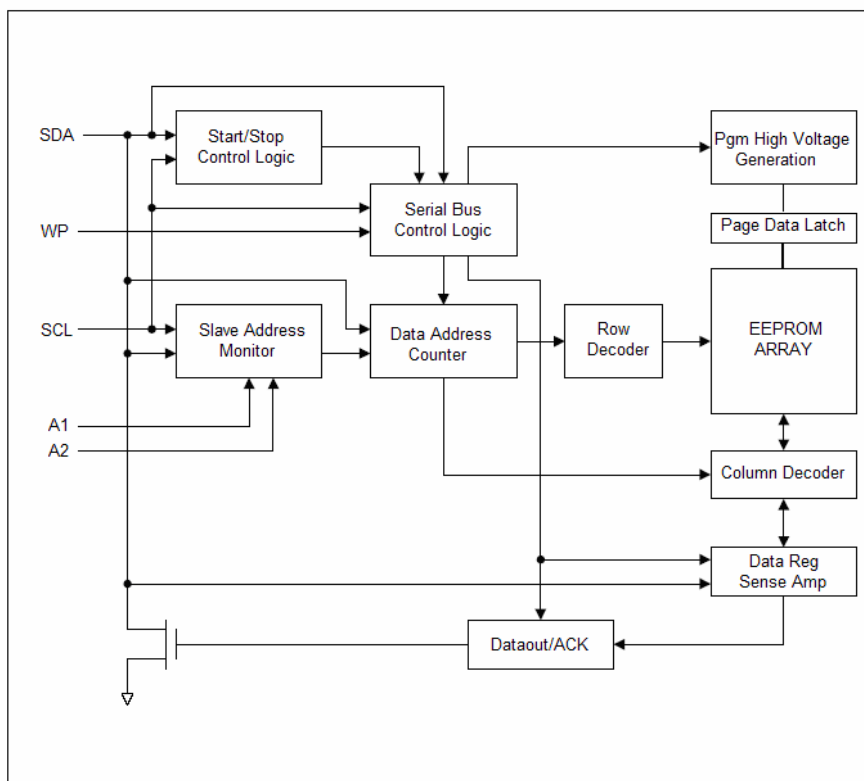 SDA
Start/Stop
Control Logic
Pgm High Voltage
Generation
WP
Serial Bus
Control Logic
Page Data Latch
SCL
Slave Address
Monitor
Data Address
Counter
Row
Decoder
EEPROM
ARRAY
A1
A2
Column Decoder
Data Reg
Sense Amp
Dataout/ACK